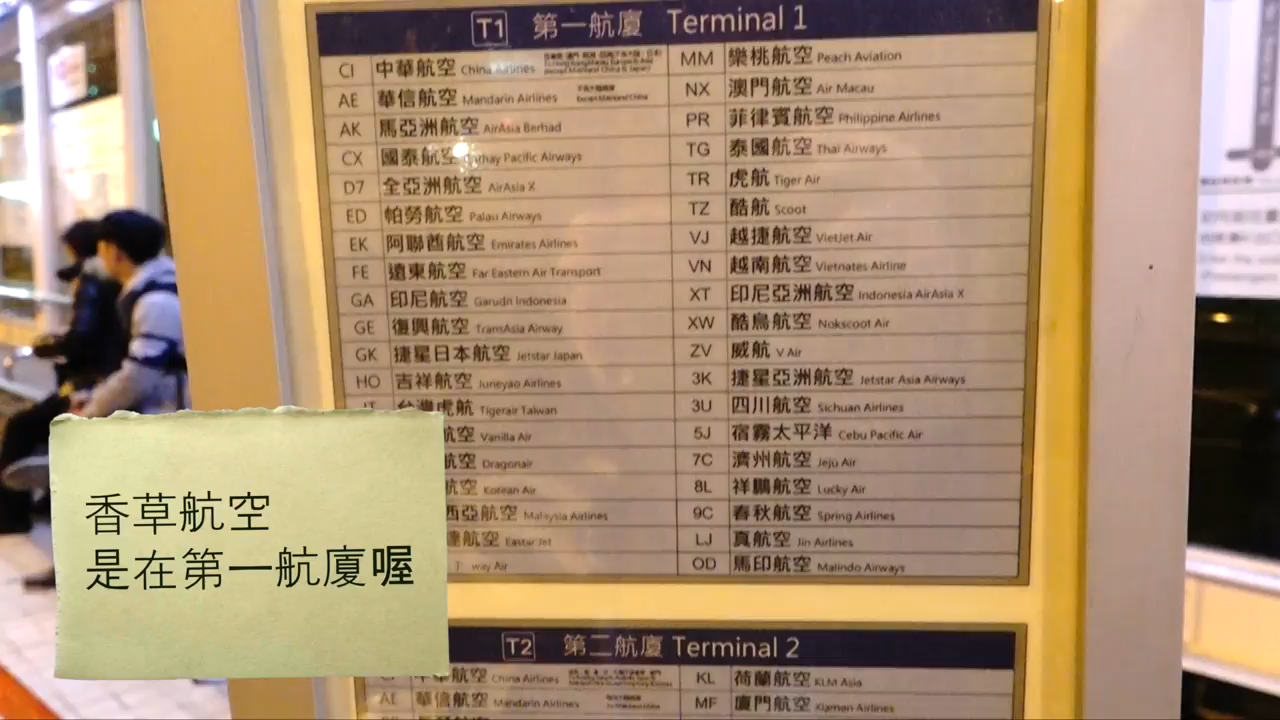 T1 第一航廈 Terminal 1
CI 中華航空 China Airlines
AE 華信航空 Mandarin Airlines
AK 馬亞洲航空 AirAsia Berhad
CX 國泰航空 Cathay Pacific Airways
D7 全亞洲航空 AirAsia X
ED 帕勞航空 Palau Airways
EK 阿聯酋航空 Emirates Airlines
FE 遠東航空 Far Eastern Air Transport
GA 印尼航空 Garudn Indonesia
GE 復興航空 TransAsia Airway
GK 捷星日本航空 Jetstar Japan
HO 吉祥航空 Juneyao Airlines
IT 台灣虎航 Tigerair Taiwan
航空 Vanilla Air
航空 Dragonair
航空 Korean Air
西亞航空 Malaysia Airlines
航空 Eastar Jet
way Air
MM 樂桃航空 Peach Aviation
NX 澳門航空 Air Macau
PR 菲律賓航空 Philippine Airlines
TG 泰國航空 Thai Airways
TR 虎航 Tiger Air
TZ 酷航 Scoot
VJ 越捷航空 VietJet Air
VN 越南航空 Vietnates Airline
XT 印尼亞洲航空 Indonesia AirAsia X
XW 酷鳥航空 Nokscoot Air
ZV 威航 V Air
3K 捷星亞洲航空 Jetstar Asia Airways
3U 四川航空 Sichuan Airlines
5J 宿霧太平洋 Cebu Pacific Air
7C 濟州航空 Jeju Air
8L 祥鵬航空 Lucky Air
9C 春秋航空 Spring Airlines
LJ 真航空 Jin Airlines
OD 馬印航空 Malindo Airways
香草航空
是在第一航廈喔
T2 第二航廈 Terminal 2
CI 中華航空 China Airlines
AE 華信航空 Mandarin Airlines
KL 荷蘭航空 KLM Asia
MF 廈門航空 Xiamen Airlines